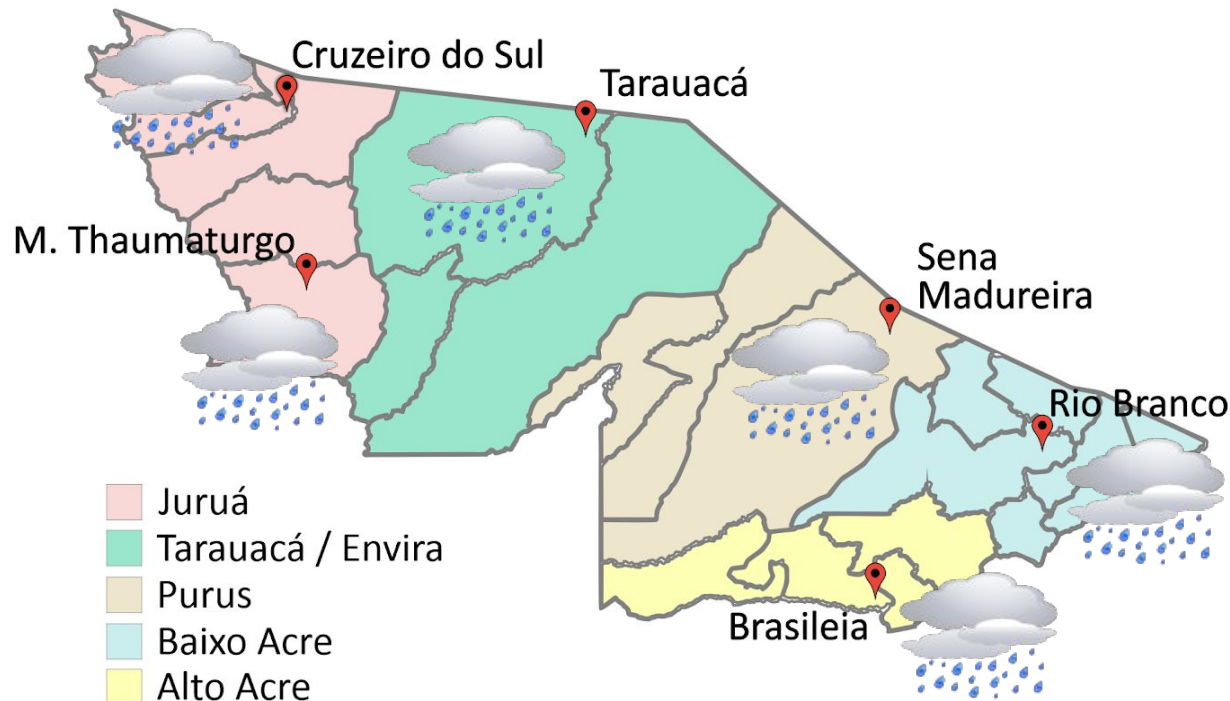 Cruzeiro do Sul
Tarauacá
M. Thaumaturgo
Sena
Madureira
Rio Branco
Brasileia
Juruá
Tarauacá / Envira
Purus
Baixo Acre
Alto Acre